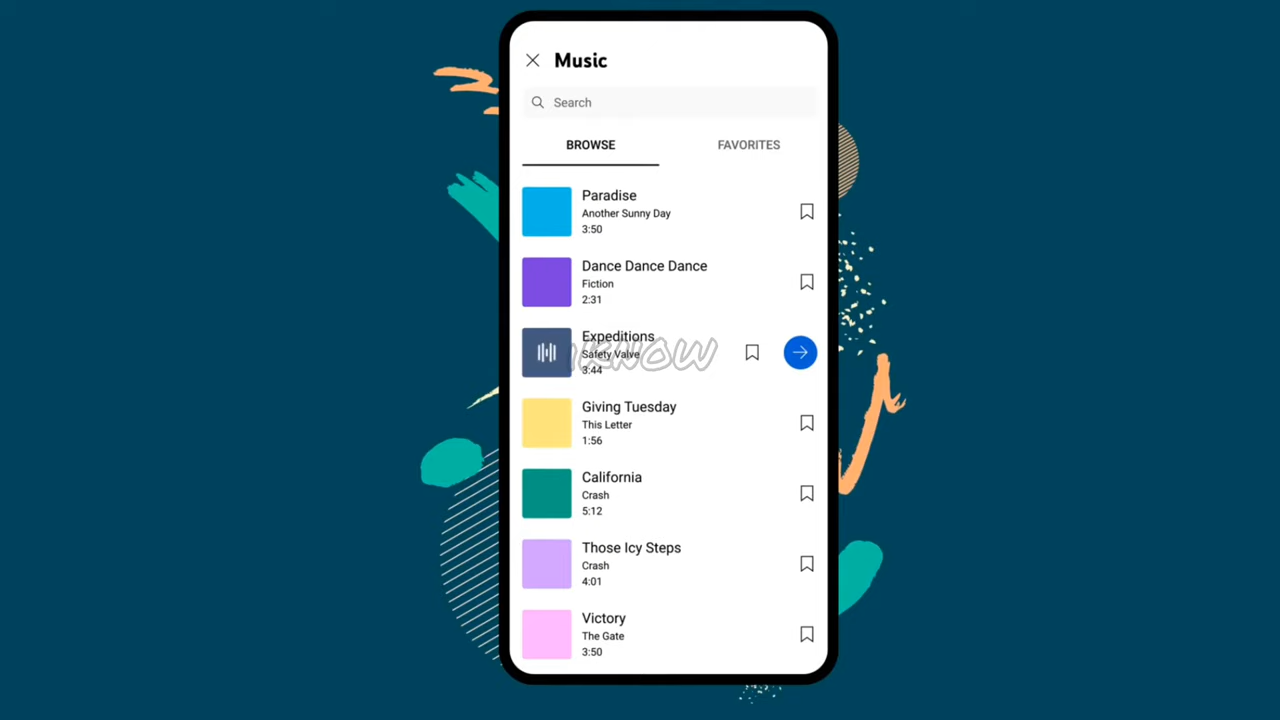 Music
Search
BROWSE FAVORITES
Paradise
Another Sunny Day
3:50
Dance Dance Dance
Fiction
2:31
Expeditions
Safety Valve
3:44
Giving Tuesday
This Letter
1:56
California
Crash
5:12
Those Icy Steps
Crash
4:01
Victory
The Gate
3:50